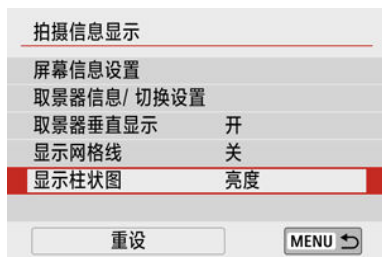 拍摄信息显示
屏幕信息设置
取景器信息/ 切换设置
取景器垂直显示 开
显示网格线 关
显示柱状图 亮度
重设 MENU